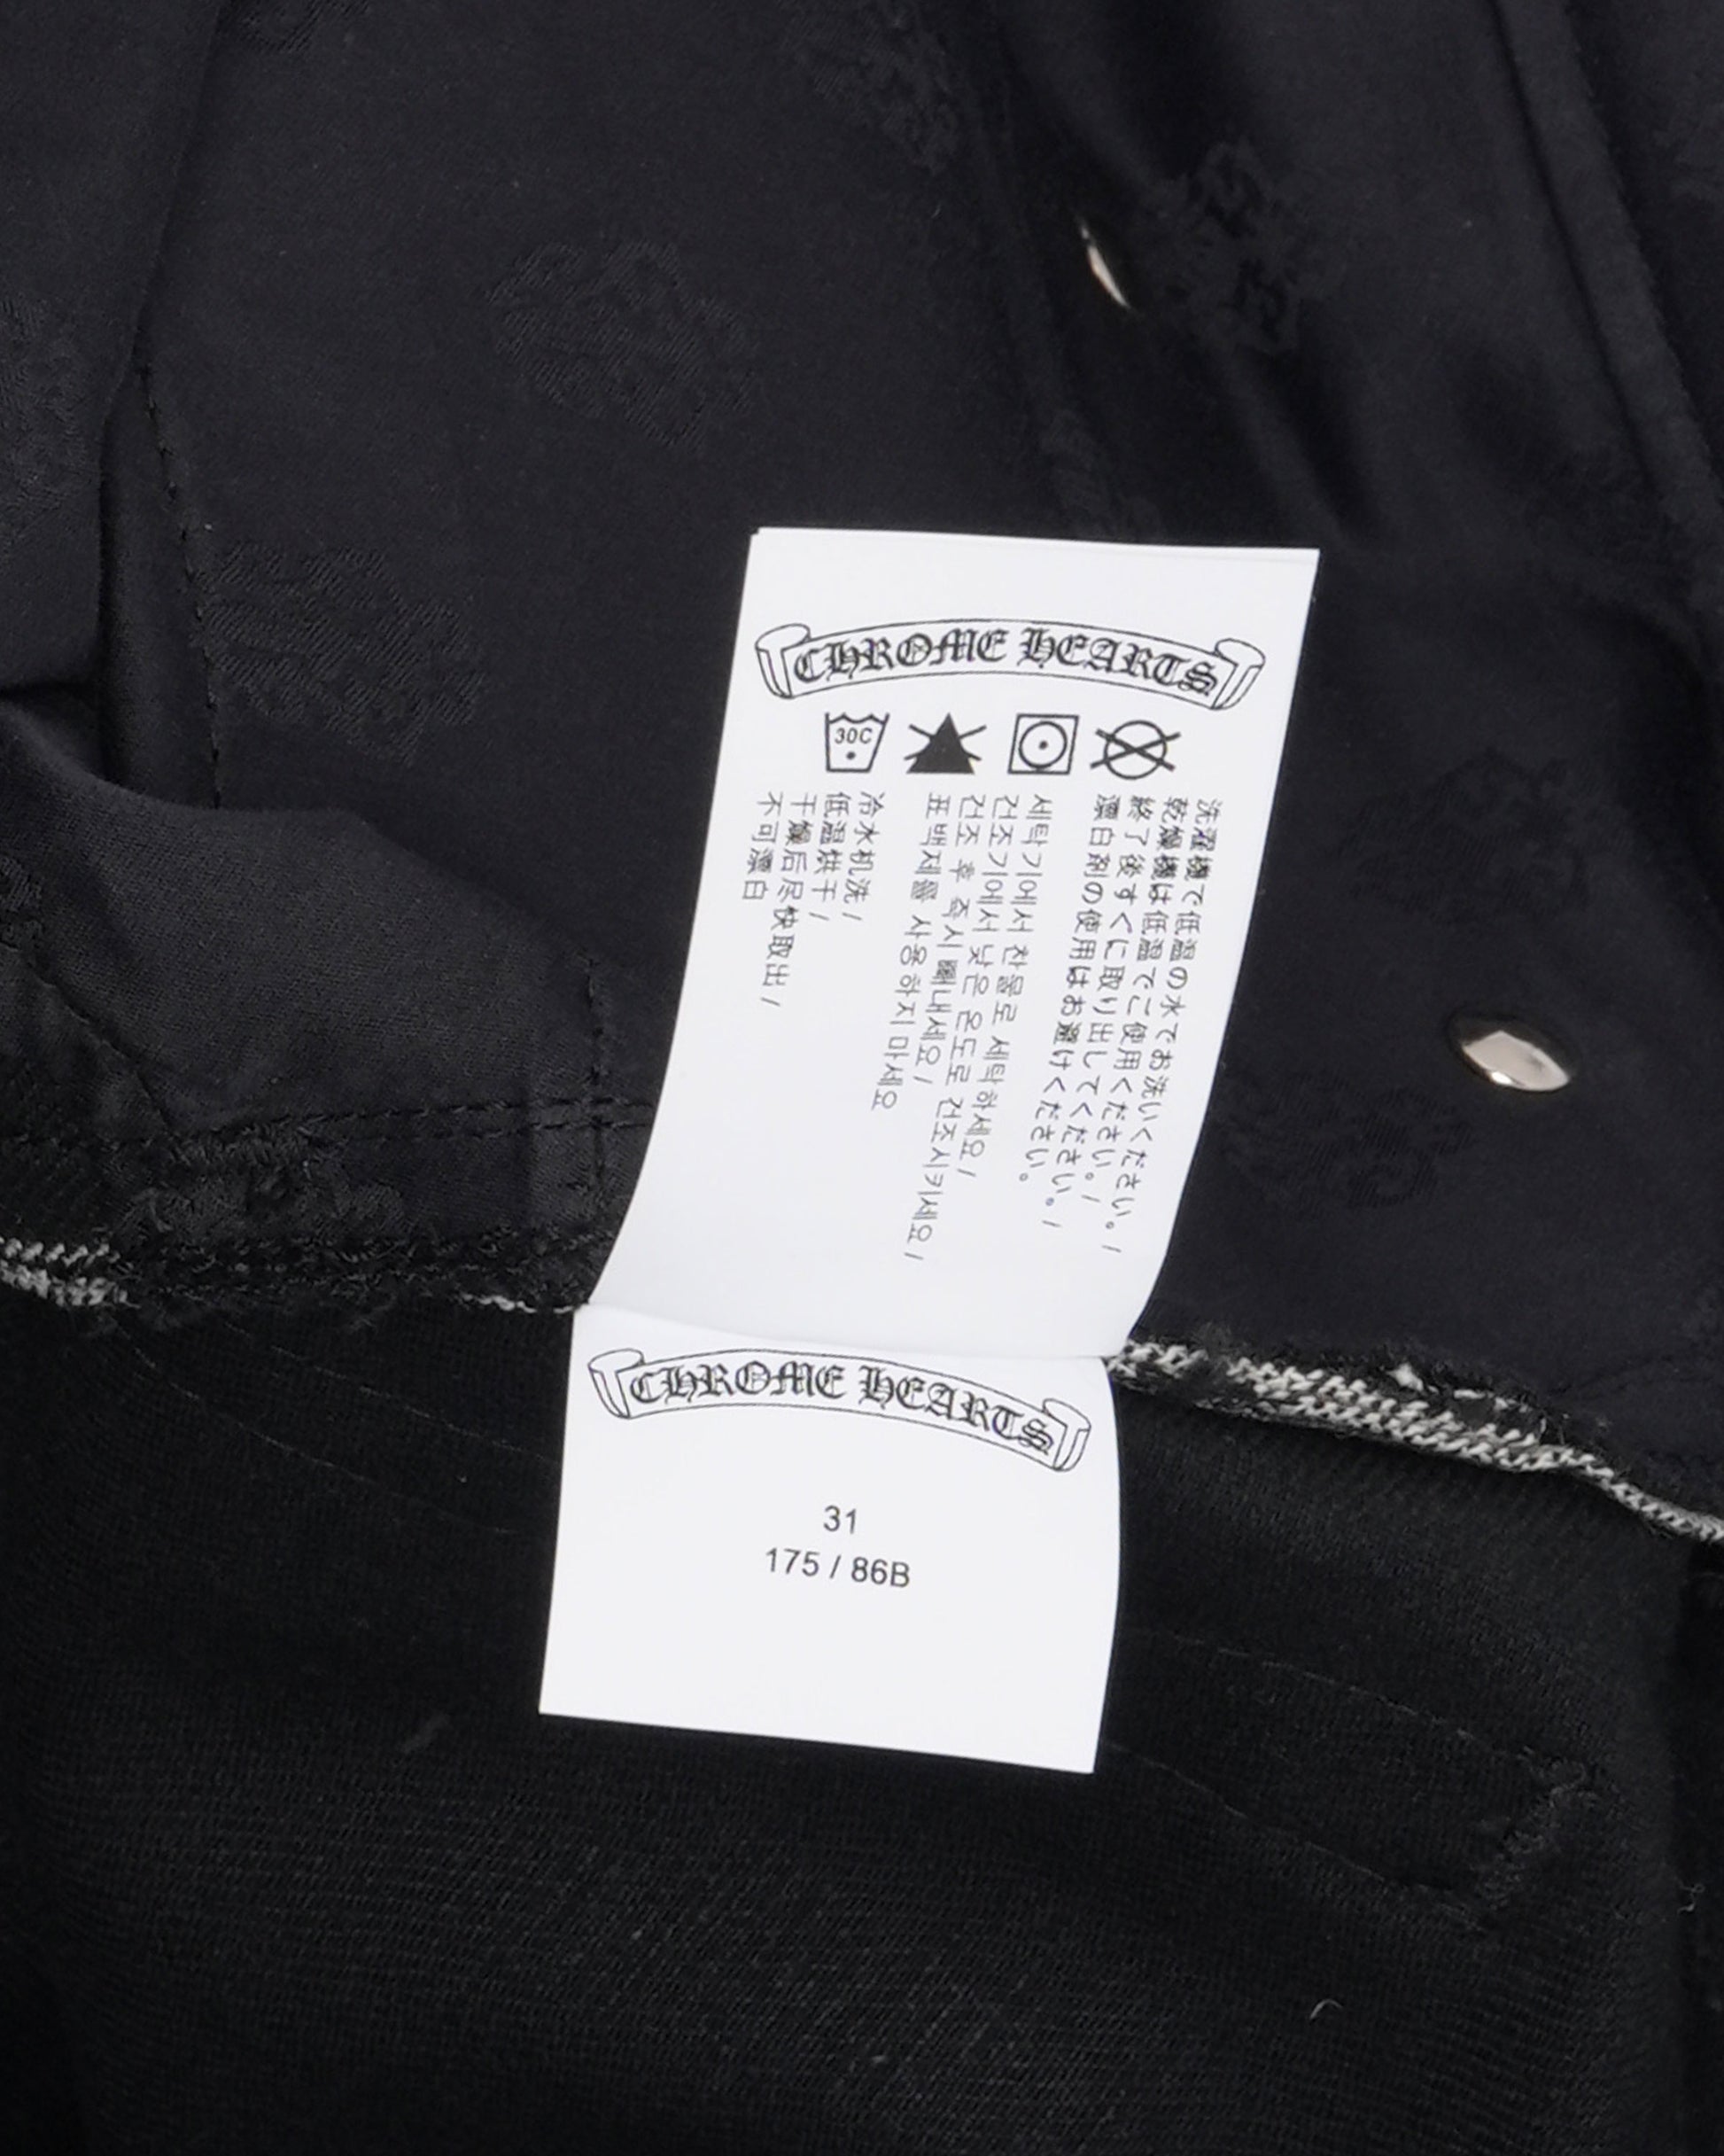 CHROME HEARTS
30C
洗濯機で低温の水でお洗いください。/
乾燥機は低温でご使用ください。/
終了後すぐに取り出してください。/
漂白剤の使用はお避けください。
세탁기에서 찬물로 세탁하세요/
건조기에서 낮은 온도로 건조시키세요/
건조 후 즉시 빼내세요/
표백제를 사용하지 마세요
冷水机洗/
低温烘干/
干燥后尽快取出/
不可漂白
CHROME HEARTS
31
175 / 86B